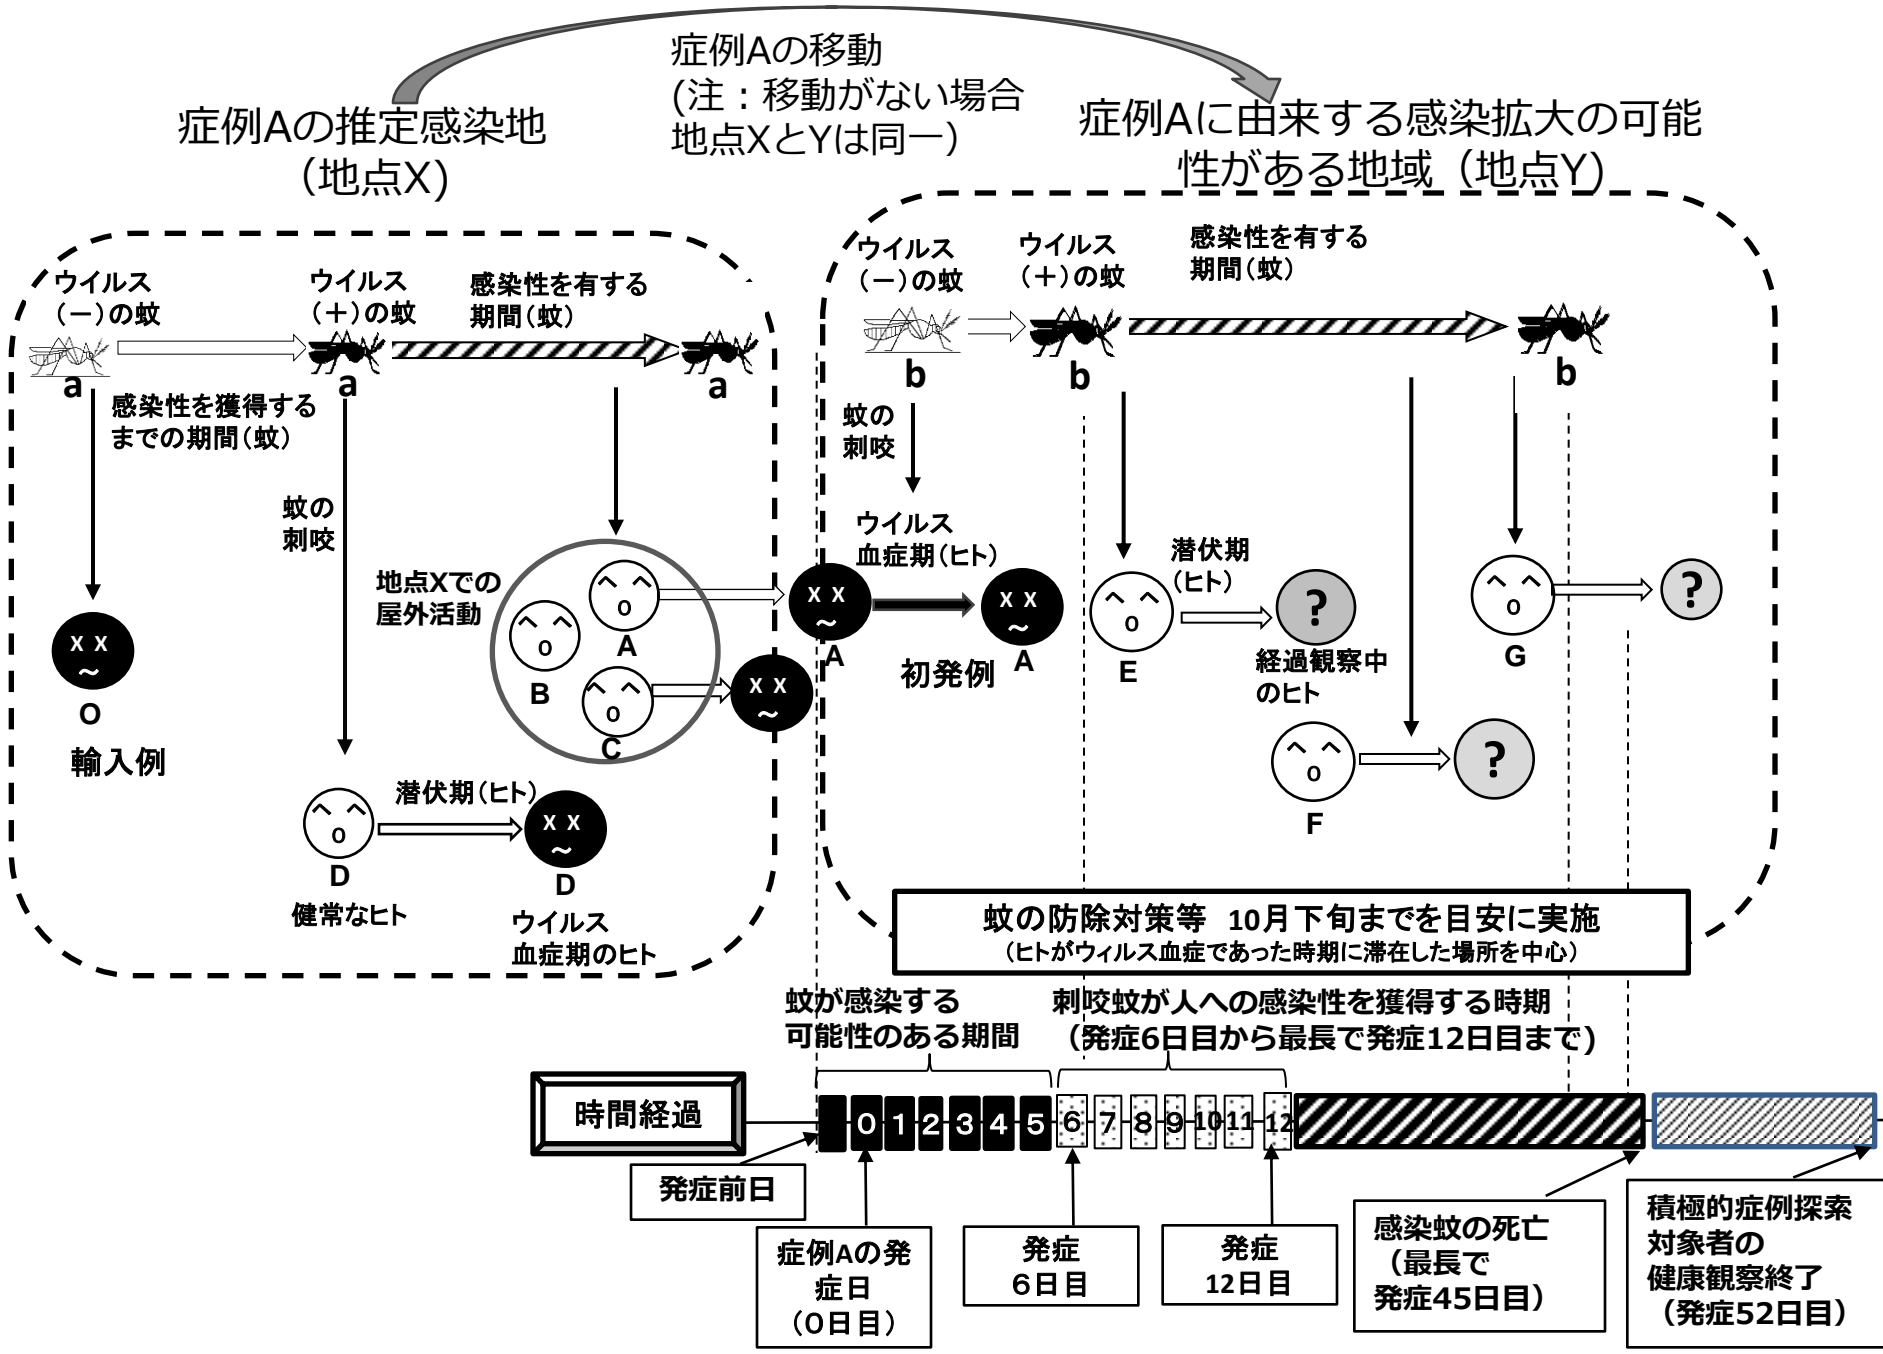 症例Aの移動
(注：移動がない場合
地点XとYは同一）
症例Aの推定感染地
（地点X)
症例Aに由来する感染拡大の可能
性がある地域（地点Y)
ウイルス
（－）の蚊
ウイルス
（＋）の蚊
感染性を有する
期間（蚊）
a
a
a
感染性を獲得する
までの期間（蚊）
蚊の
刺咬
地点Xでの
屋外活動
X X
～
O
輸入例
^ ^
o
A
^ ^
o
B
^ ^
o
C
X X
～
^ ^
o
D
健常なヒト
潜伏期（ヒト）
X X
～
D
ウイルス
血症期のヒト
ウイルス
（－）の蚊
ウイルス
（＋）の蚊
感染性を有する
期間（蚊）
b
b
b
蚊の
刺咬
ウイルス
血症期（ヒト）
X X
～
A
X X
～
A
初発例
^ ^
o
E
潜伏期
（ヒト）
?
経過観察中
のヒト
^ ^
o
F
?
^ ^
o
G
?
蚊の防除対策等 10月下旬までを目安に実施
（ヒトがウィルス血症であった時期に滞在した場所を中心）
蚊が感染する
可能性のある期間
刺咬蚊が人への感染性を獲得する時期
（発症6日目から最長で発症12日目まで）
時間経過
0 1 2 3 4 5 6 7 8 9 10 11 12
発症前日
症例Aの発
症日
（0日目）
発症
６日目
発症
12日目
感染蚊の死亡
（最長で
発症45日目）
積極的症例探索
対象者の
健康観察終了
（発症52日目）